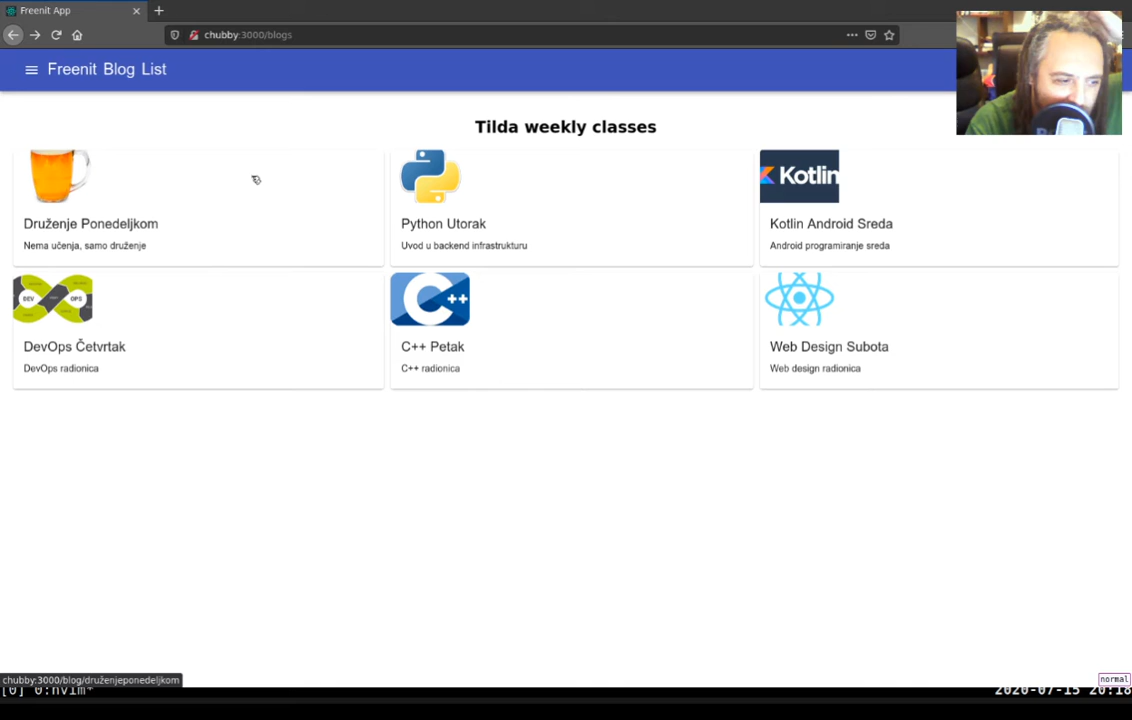 Freenit App
chubby:3000/blogs
Freenit Blog List
Tilda weekly classes
Kotlin
Druženje Ponedeljkom
Nema učenja, samo druženje
Python Utorak
Uvod u backend infrastrukturu
Kotlin Android Sreda
Android programiranje sreda
DEV OPS
C++
DevOps Četvrtak
DevOps radionica
C++ Petak
C++ radionica
Web Design Subota
Web design radionica
chubby:3000/blog/druženjeponedeljkom
normal
[0] 0:nvim*
2020-07-15 20:18